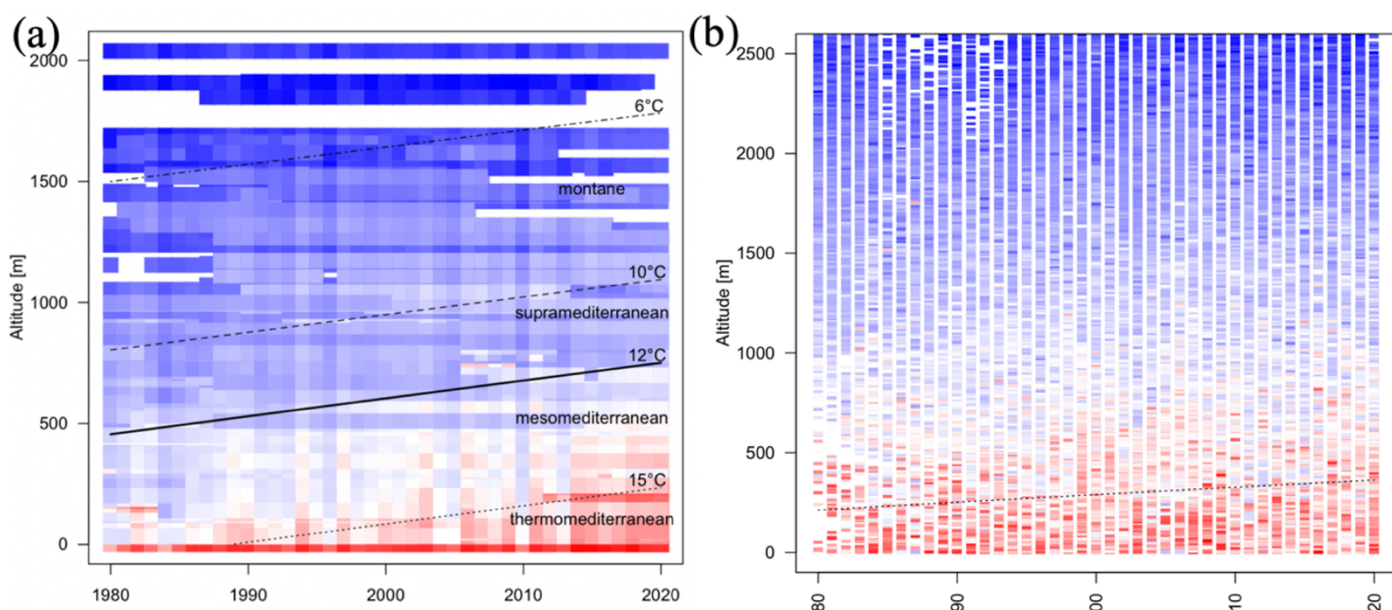 (a)
(b)
2000
1500
1000
500
0
Altitude [m]
6°C
montane
10°C
supramediterranean
12°C
mesomediterranean
15°C
thermomediterranean
1980 1990 2000 2010 2020
2500
2000
1500
1000
500
0
Altitude [m]
80 90 00 10 20